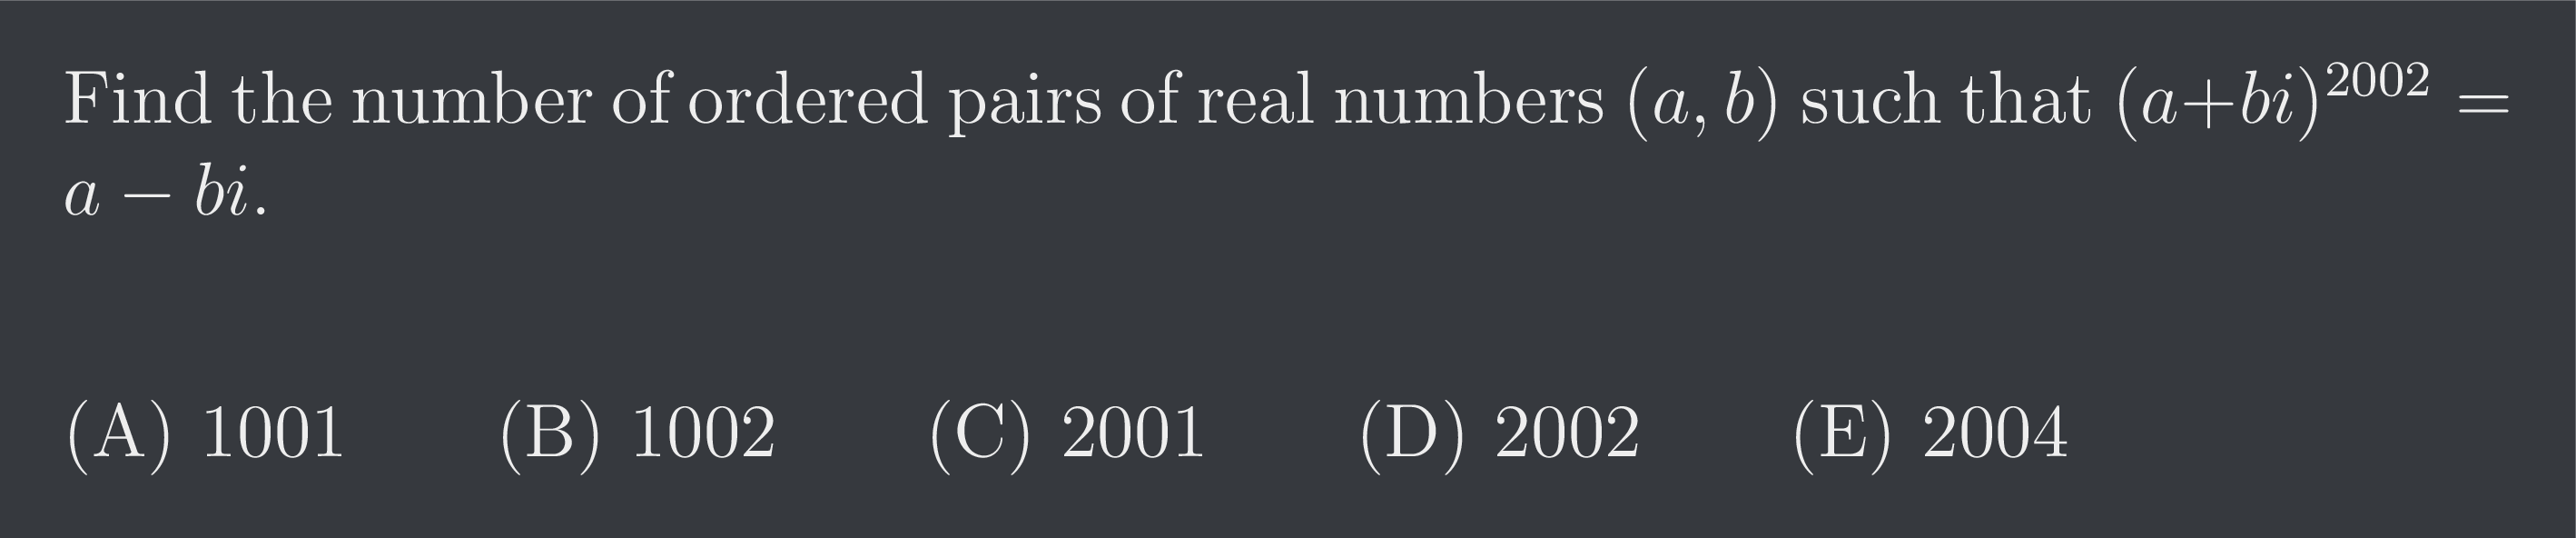 Find the number of ordered pairs of real numbers $(a, b)$ such that $(a+bi)^{2002} =$
$a - bi$.
(A) 1001 (B) 1002 (C) 2001 (D) 2002 (E) 2004